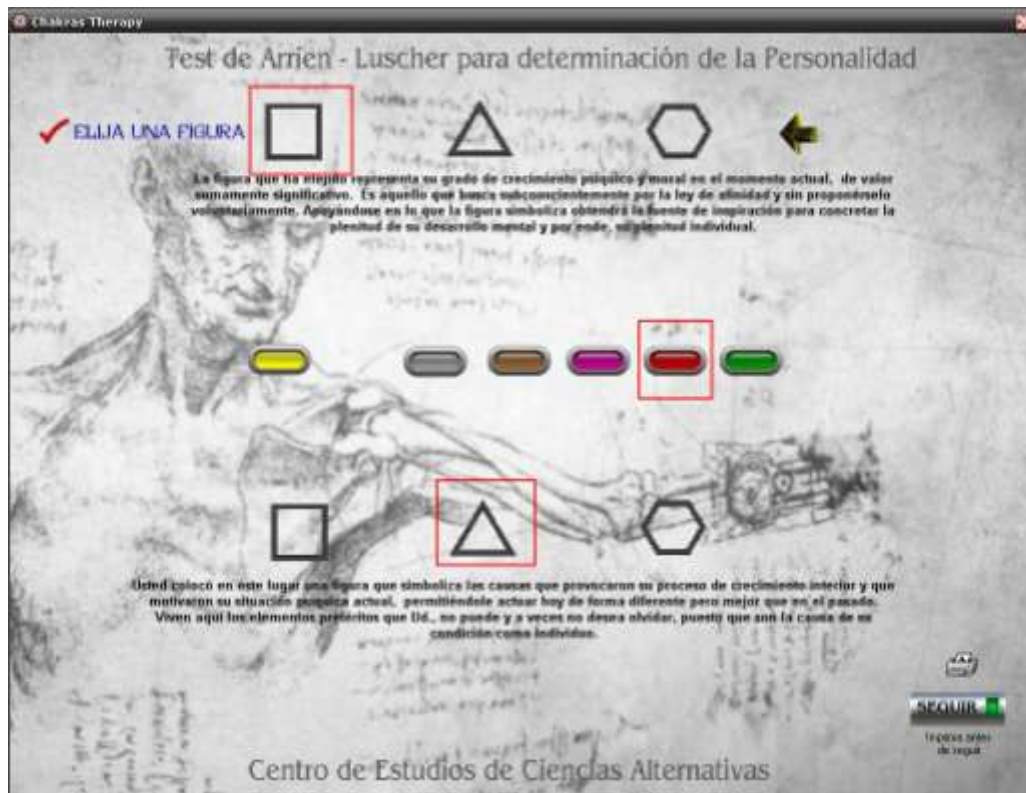 Chakras Therapy
Test de Arrien - Luscher para determinación de la Personalidad
ELIJA UNA FIGURA
La figura que ha elejido representa su grado de crecimiento psíquico y moral en el momento actual, de valor
sumamente significativo. Es aquello que busca subconscientemente por la ley de afinidad y sin proponérselo
voluntariamente. Apoyándose en lo que la figura simboliza obtendrá la fuente de inspiración para concretar la
plenitud de su desarrollo mental y por ende, su plenitud individual.
Usted colocó en éste lugar una figura que simboliza las causas que provocaron su proceso de crecimiento interior y que
motivaron su situación psíquica actual, permitiéndole actuar hoy de forma diferente pero mejor que en el pasado.
Viven aquí los elementos pretéritos que Ud., no puede y a veces no desea olvidar, puesto que son la causa de su
condición como individuo.
SEGUIR
antes
de seguir
Centro de Estudios de Ciencias Alternativas